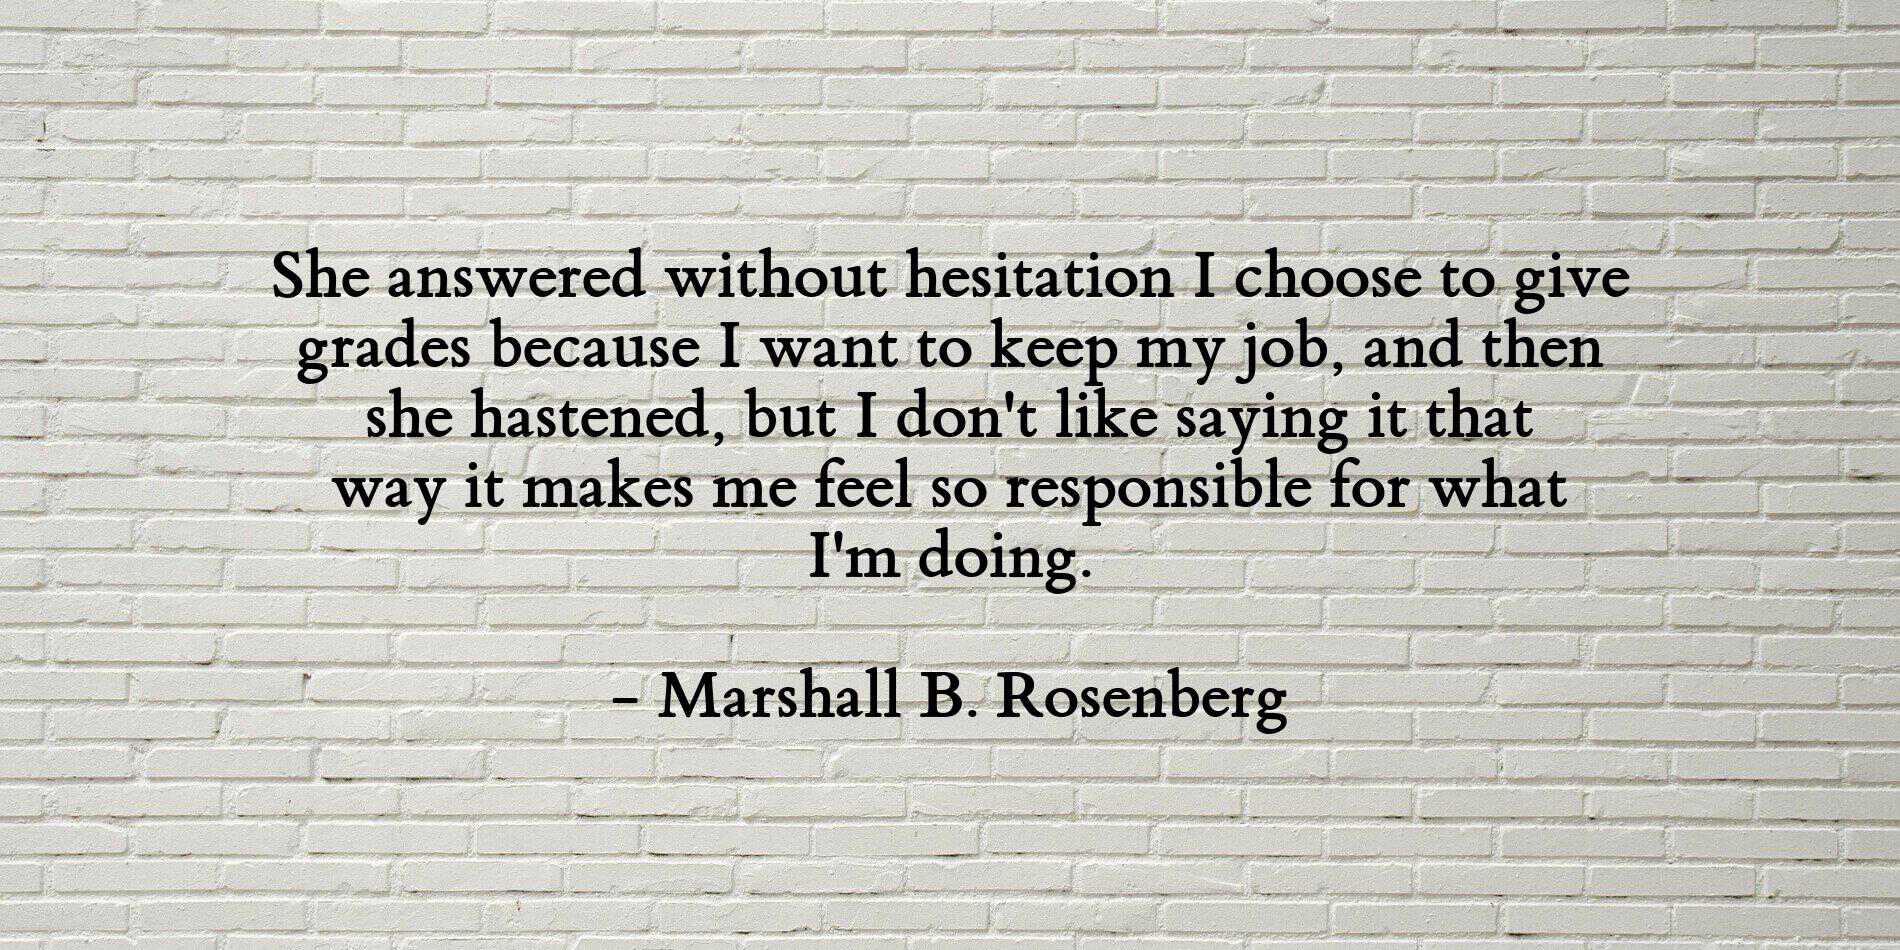 She answered without hesitation I choose to give
grades because I want to keep my job, and then
she hastened, but I don't like saying it that
way it makes me feel so responsible for what
I'm doing.
- Marshall B. Rosenberg